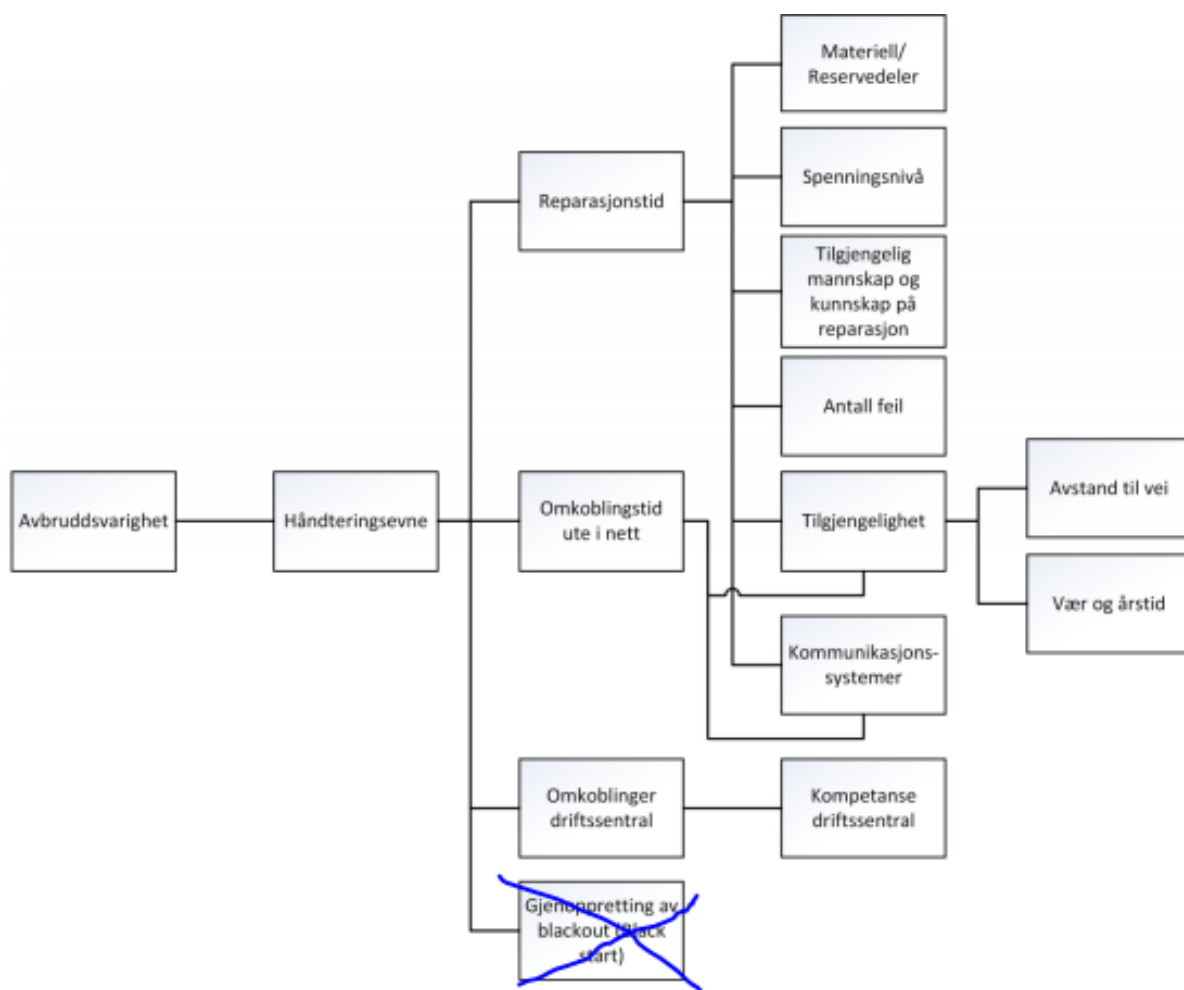 Materiell/
Reservedeler
Spenningsnivå
Reparasjonstid
Tilgjengelig
mannskap og
kunnskap på
reparasjon
Antall feil
Avbruddsvarighet
Håndteringsevne
Omkoblingstid
ute i nett
Tilgjengelighet
Avstand til vei
Vær og årstid
Kommunikasjons-
systemer
Omkoblinger
driftssentral
Kompetanse
driftssentral
Gjenoppretting av
blackout (Black
start)